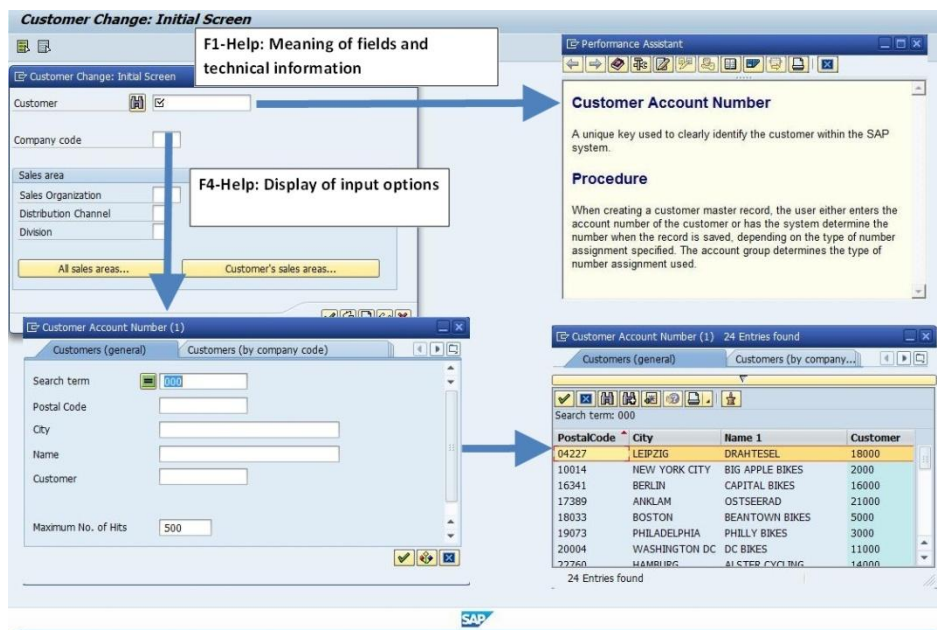 Customer Change: Initial Screen
F1-Help: Meaning of fields and
technical information
Customer Change: Initial Screen
Customer
Company code
Sales area
Sales Organization
Distribution Channel
Division
All sales areas... Customer's sales areas...
F4-Help: Display of input options
Performance Assistant
Customer Account Number
A unique key used to clearly identify the customer within the SAP
system.
Procedure
When creating a customer master record, the user either enters the
account number of the customer or has the system determine the
number when the record is saved, depending on the type of number
assignment specified. The account group determines the type of
number assignment used.
Customer Account Number (1)
Customers (general) Customers (by company code)
Search term 000
Postal Code
City
Name
Customer
Maximum No. of Hits 500
Customer Account Number (1) 24 Entries found
Customers (general) Customers (by company...
Search term: 000
PostalCode City Name 1 Customer
04227 LEIPZIG DRAHTESEL 18000
10014 NEW YORK CITY BIG APPLE BIKES 2000
16341 BERLIN CAPITAL BIKES 16000
17389 ANKLAM OSTSEERAD 21000
18033 BOSTON BEANTOWN BIKES 5000
19073 PHILADELPHIA PHILLY BIKES 3000
20004 WASHINGTON DC DC BIKES 11000
22760 HAMBURG ALSTER CYCLING 14000
24 Entries found
SAP